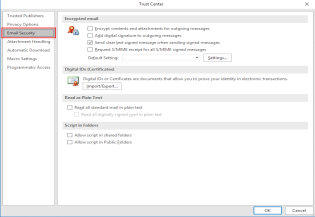 Trust Center
Trusted Publishers
Privacy Options
Email Security
Attachment Handling
Automatic Download
Macro Settings
Programmatic Access
Encrypted email
Encrypt contents and attachments for outgoing messages
Add digital signature to outgoing messages
Send clear text signed message when sending signed messages
Request S/MIME receipt for all S/MIME signed messages
Default Setting:
Settings...
Digital IDs (Certificates)
Digital IDs or Certificates are documents that allow you to prove your identity in electronic transactions.
Import/Export...
Read as Plain Text
Read all standard mail in plain text
Read all digitally signed mail in plain text
Script in Folders
Allow script in shared folders
Allow script in Public Folders
OK
Cancel